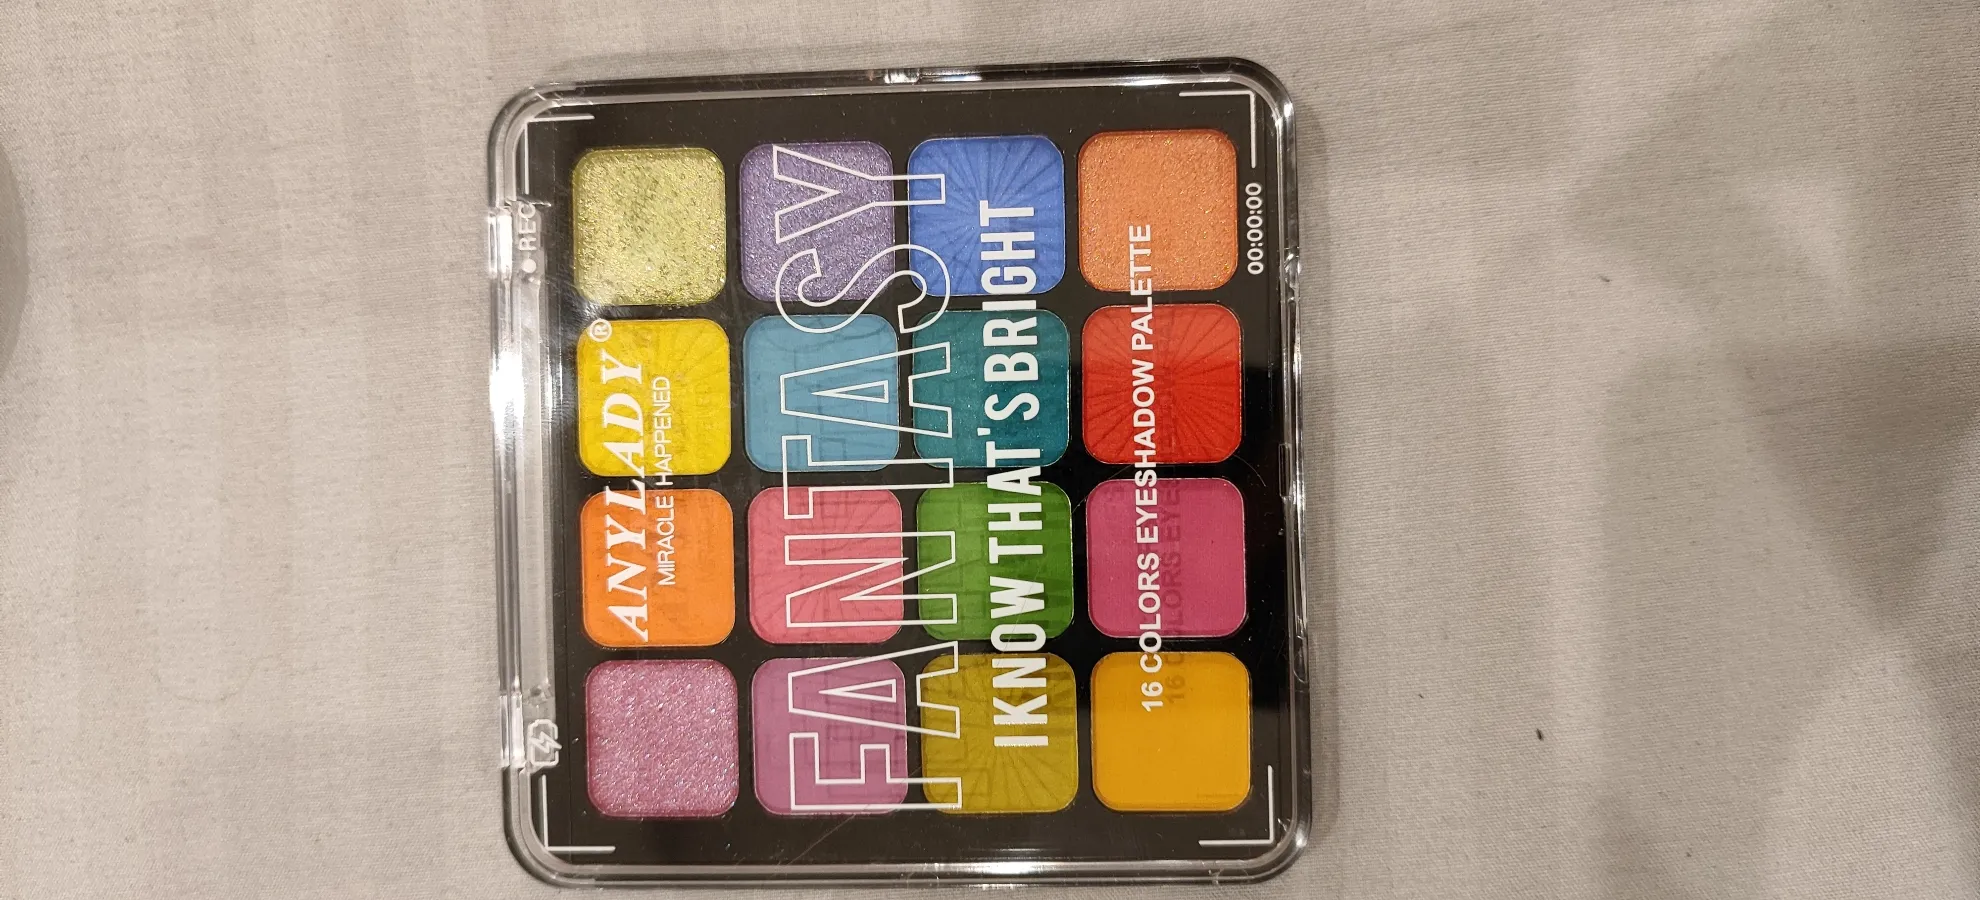 • REC
ANYLADY®
MIRACLE HAPPENED
FANTASY
I KNOW THAT'S BRIGHT
16 COLORS EYESHADOW PALETTE
00:00:00